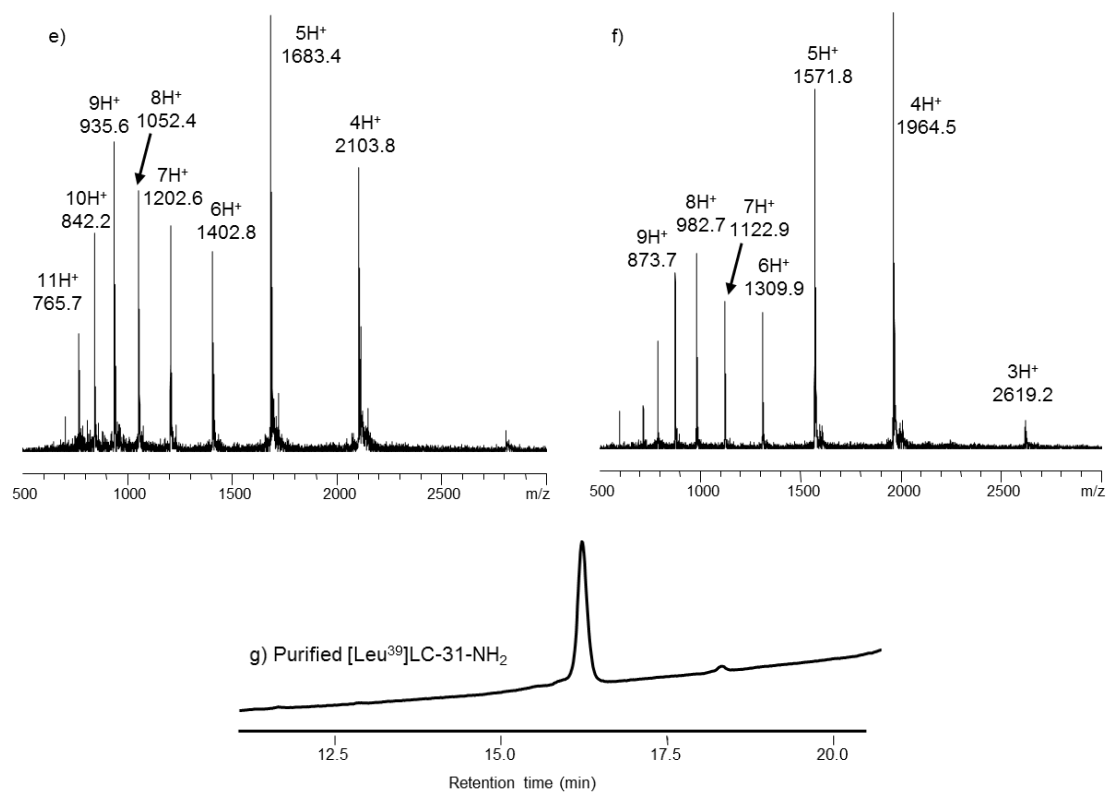 e)
5H⁺
1683.4
9H⁺
935.6
8H⁺
1052.4
4H⁺
2103.8
7H⁺
1202.6
10H⁺
842.2
6H⁺
1402.8
11H⁺
765.7
500 1000 1500 2000 2500 m/z
f)
5H⁺
1571.8
4H⁺
1964.5
8H⁺
982.7
7H⁺
1122.9
9H⁺
873.7
6H⁺
1309.9
3H⁺
2619.2
500 1000 1500 2000 2500 m/z
g) Purified [Leu³⁹]LC-31-NH₂
12.5 15.0 17.5 20.0
Retention time (min)